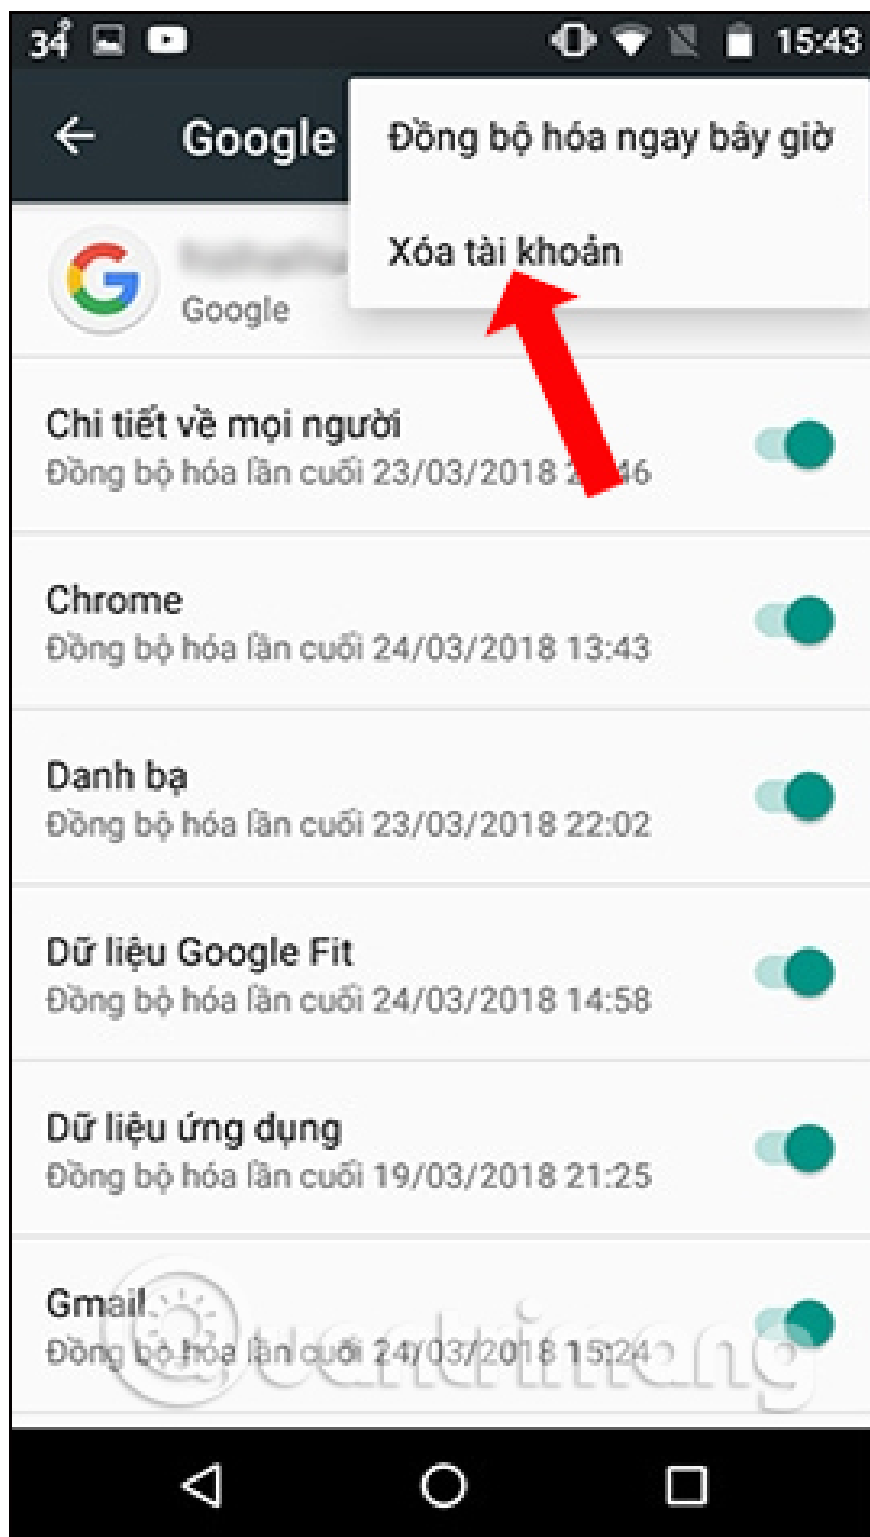 34°
15:43
Google
Đồng bộ hóa ngay bây giờ
Xóa tài khoản
Google
Chi tiết về mọi người
Đồng bộ hóa lần cuối 23/03/2018
Chrome
Đồng bộ hóa lần cuối 24/03/2018 13:43
Danh bạ
Đồng bộ hóa lần cuối 23/03/2018 22:02
Dữ liệu Google Fit
Đồng bộ hóa lần cuối 24/03/2018 14:58
Dữ liệu ứng dụng
Đồng bộ hóa lần cuối 19/03/2018 21:25
Gmail
Đồng bộ hóa lần cuối 24/03/2018 15:24
Quantrimang